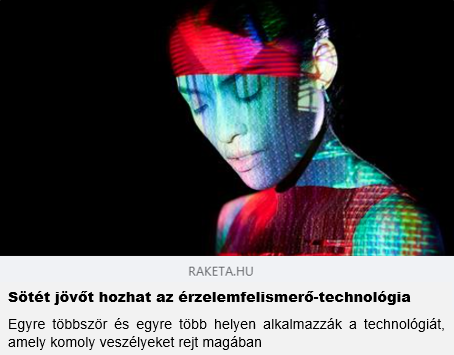 RAKETA.HU
Sötét jövőt hozhat az érzelemfelismerő-technológia
Egyre többször és egyre több helyen alkalmazzák a technológiát,
amely komoly veszélyeket rejt magában